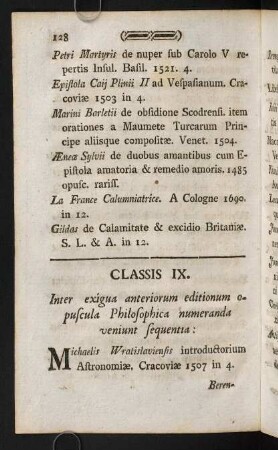 128
Petri Martyris de nuper sub Carolo V re-
pertis Insul. Basil. 1521. 4.
Epistola Caij Plinii II ad Vespasianum. Cra-
coviæ 1503 in 4.
Marini Barletii de obsidione Scodrensi. item
orationes a Maumete Turcarum Prin-
cipe aliisque compositæ. Venet. 1504.
Æneæ Sylvii de duobus amantibus cum E-
pistola amatoria & remedio amoris. 1485
opusc. rariss.
La France Calumniatrice. A Cologne 1690.
in 12.
Gildas de Calamitate & excidio Britaniæ.
S. L. & A. in 12.
CLASSIS IX.
Inter exigua anteriorum editionum o-
puscula Philosophica numeranda
veniunt sequentia:
Michaelis Wratislaviensis introductorium
Astronomiæ, Cracoviæ 1507 in 4.
Beren-